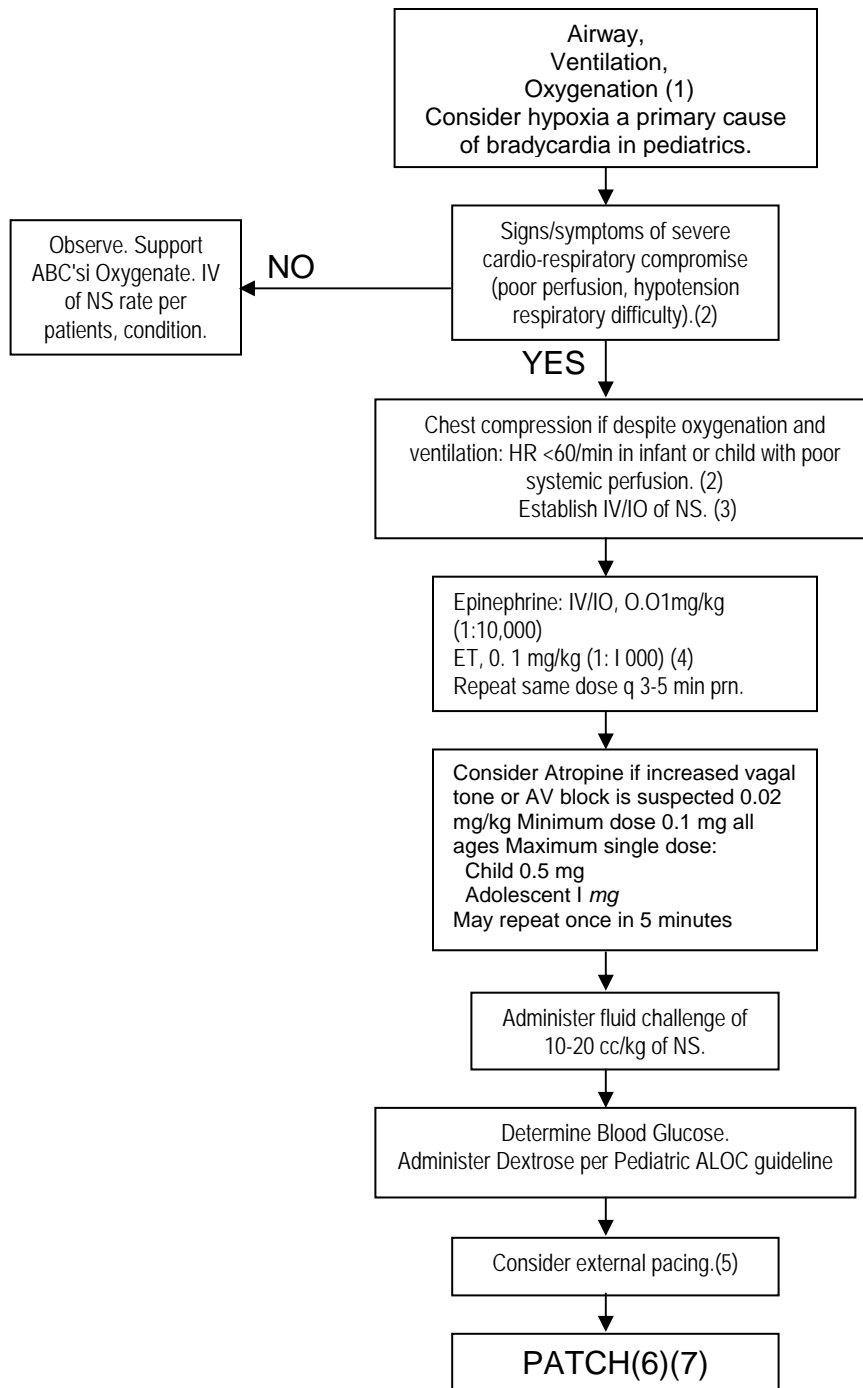 Airway,
Ventilation,
Oxygenation (1)
Consider hypoxia a primary cause
of bradycardia in pediatrics.
Signs/symptoms of severe
cardio-respiratory compromise
(poor perfusion, hypotension
respiratory difficulty).(2)
NO
Observe. Support
ABC'si Oxygenate. IV
of NS rate per
patients, condition.
YES
Chest compression if despite oxygenation and
ventilation: HR <60/min in infant or child with poor
systemic perfusion. (2)
Establish IV/IO of NS. (3)
Epinephrine: IV/IO, O.O1mg/kg
(1:10,000)
ET, 0. 1 mg/kg (1: I 000) (4)
Repeat same dose q 3-5 min prn.
Consider Atropine if increased vagal
tone or AV block is suspected 0.02
mg/kg Minimum dose 0.1 mg all
ages Maximum single dose:
Child 0.5 mg
Adolescent I mg
May repeat once in 5 minutes
Administer fluid challenge of
10-20 cc/kg of NS.
Determine Blood Glucose.
Administer Dextrose per Pediatric ALOC guideline
Consider external pacing.(5)
PATCH(6)(7)